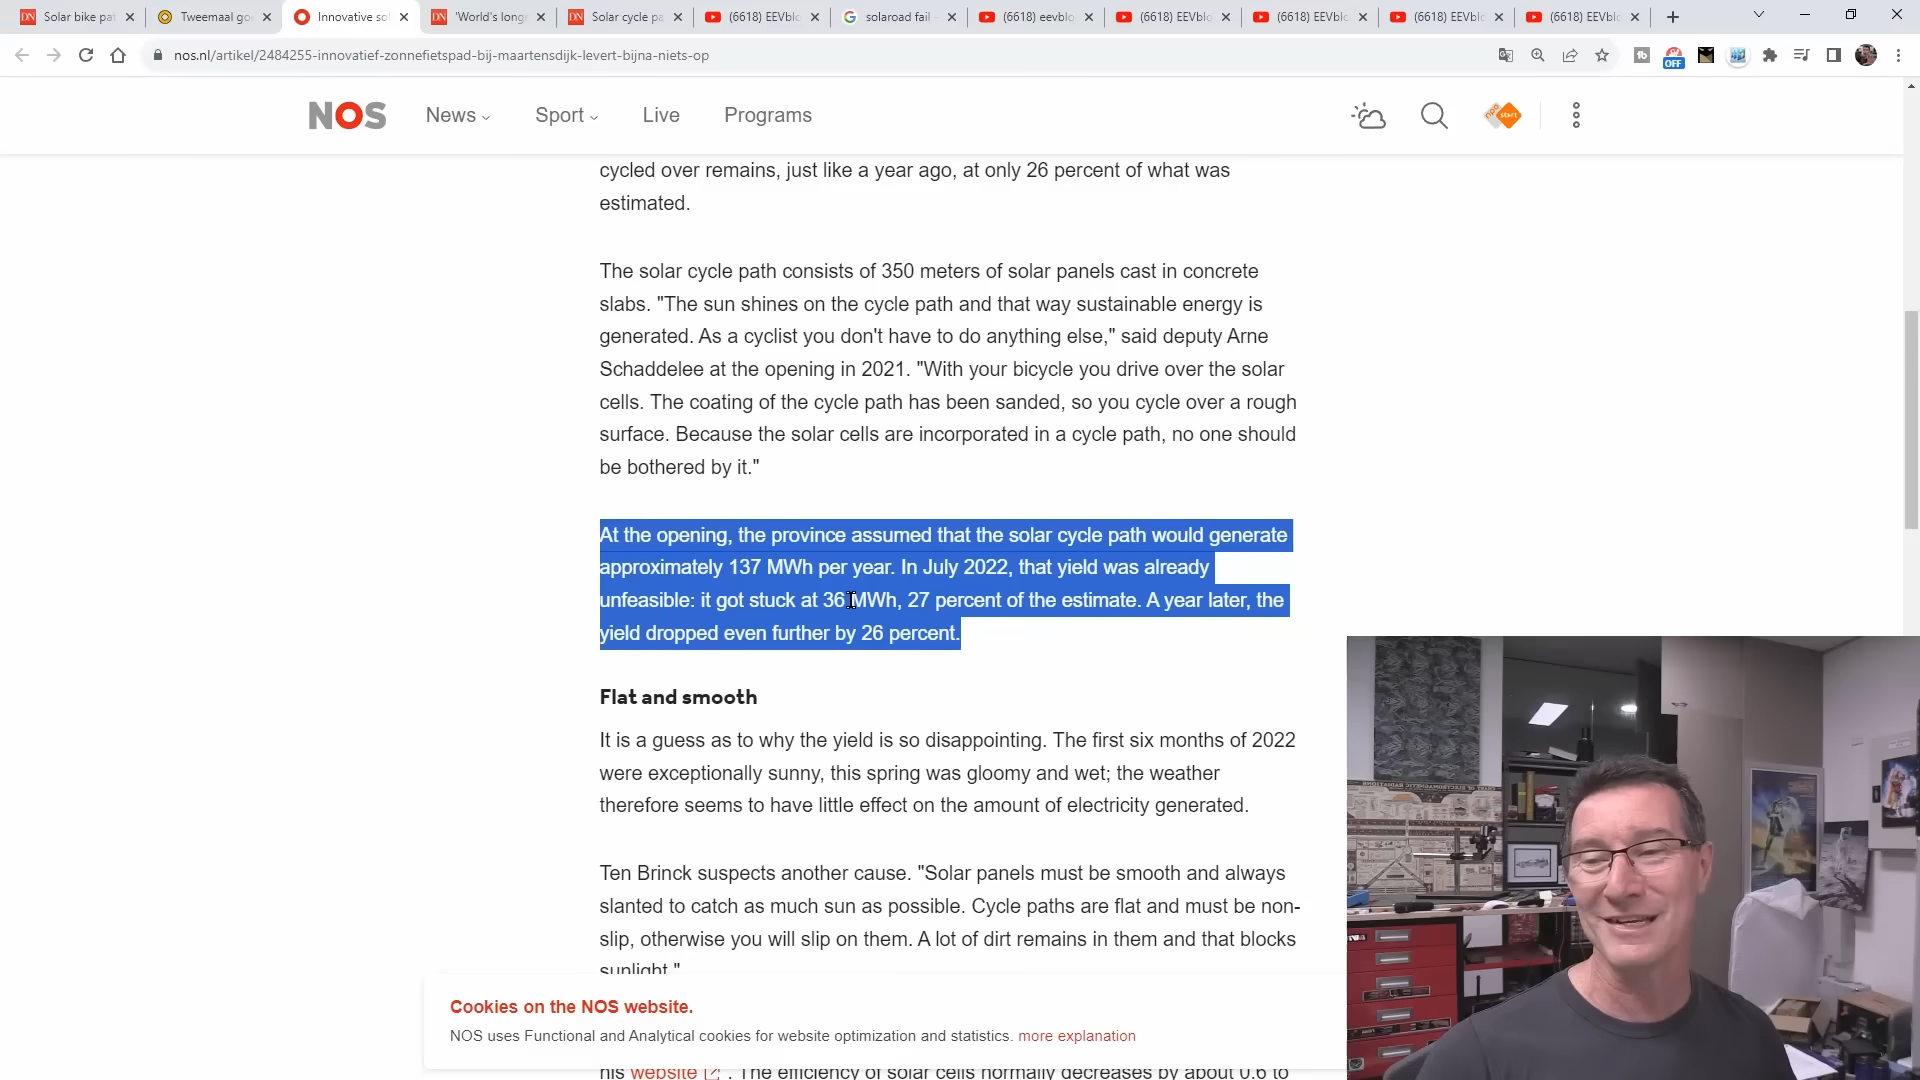 Solar bike pat
Tweemaal go
Innovative so
'World's long
Solar cycle pa
(6618) EEVblo
solaroad fail
(6618) eevblo
(6618) EEVblo
(6618) EEVblo
(6618) EEVblo
(6618) EEVblo
nos.nl/artikel/2484255-innovatief-zonnefietspad-bij-maartensdijk-levert-bijna-niets-op
OFF
NOS
News
Sport
Live
Programs
npo start
cycled over remains, just like a year ago, at only 26 percent of what was
estimated.
The solar cycle path consists of 350 meters of solar panels cast in concrete
slabs. "The sun shines on the cycle path and that way sustainable energy is
generated. As a cyclist you don't have to do anything else," said deputy Arne
Schaddelee at the opening in 2021. "With your bicycle you drive over the solar
cells. The coating of the cycle path has been sanded, so you cycle over a rough
surface. Because the solar cells are incorporated in a cycle path, no one should
be bothered by it."
At the opening, the province assumed that the solar cycle path would generate
approximately 137 MWh per year. In July 2022, that yield was already
unfeasible: it got stuck at 36 MWh, 27 percent of the estimate. A year later, the
yield dropped even further by 26 percent.
Flat and smooth
It is a guess as to why the yield is so disappointing. The first six months of 2022
were exceptionally sunny, this spring was gloomy and wet; the weather
therefore seems to have little effect on the amount of electricity generated.
Ten Brinck suspects another cause. "Solar panels must be smooth and always
slanted to catch as much sun as possible. Cycle paths are flat and must be non-
slip, otherwise you will slip on them. A lot of dirt remains in them and that blocks
sunlight."
Cookies on the NOS website.
NOS uses Functional and Analytical cookies for website optimization and statistics. more explanation
his website . The efficiency of solar cells normally decreases by about 0.6 to